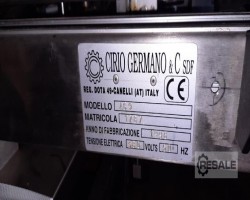 CIRIO GERMANO & C SDF
REG. DOTA 49-CANELLI (AT) ITALY
CE
MODELLO
MATRICOLA
ANNO DI FABBRICAZIONE
TENSIONE ELETTRICA VOLTS HZ
RESALE